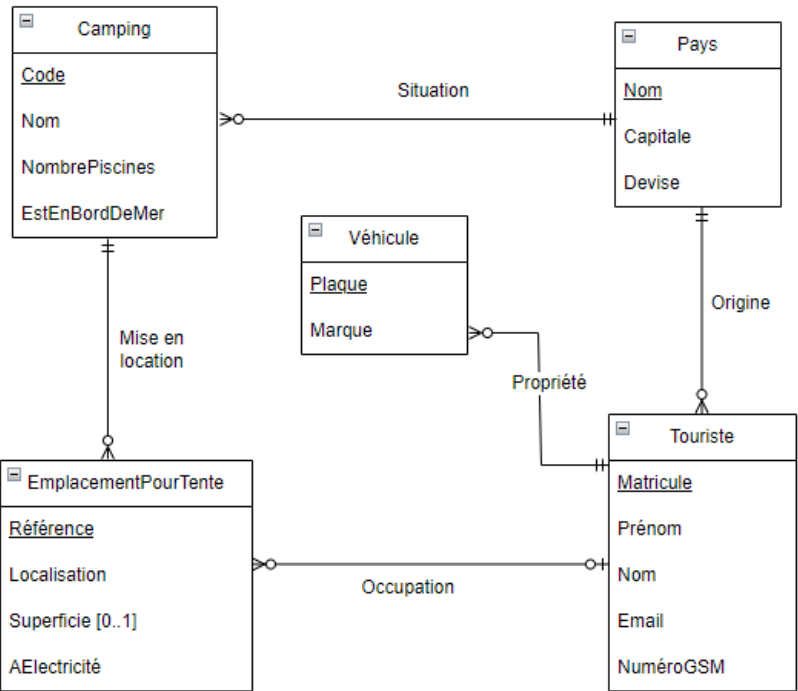 Camping
Code
Nom
NombrePiscines
EstEnBordDeMer
Situation
Pays
Nom
Capitale
Devise
Véhicule
Plaque
Marque
Origine
Mise en
location
Propriété
EmplacementPourTente
Référence
Localisation
Superficie [0..1]
AElectricité
Occupation
Touriste
Matricule
Prénom
Nom
Email
NuméroGSM